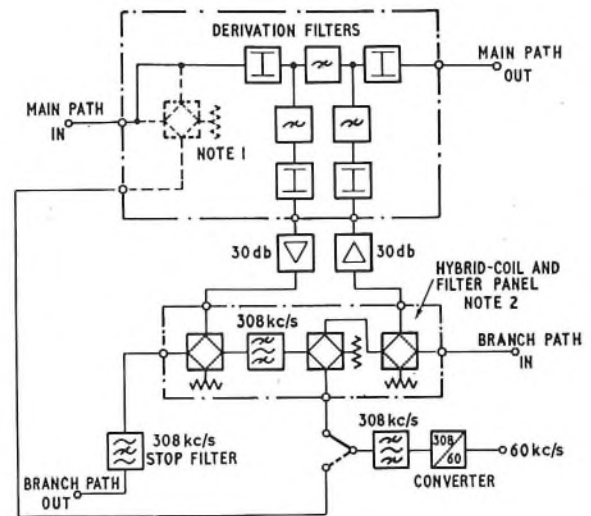 DERIVATION FILTERS
MAIN PATH
OUT
MAIN PATH
IN
NOTE 1
30db
30db
HYBRID-COIL AND
FILTER PANEL
NOTE 2
308kc/s
BRANCH PATH
IN
308kc/s
STOP FILTER
308kc/s
308
60
60kc/s
CONVERTER
BRANCH PATH
OUT